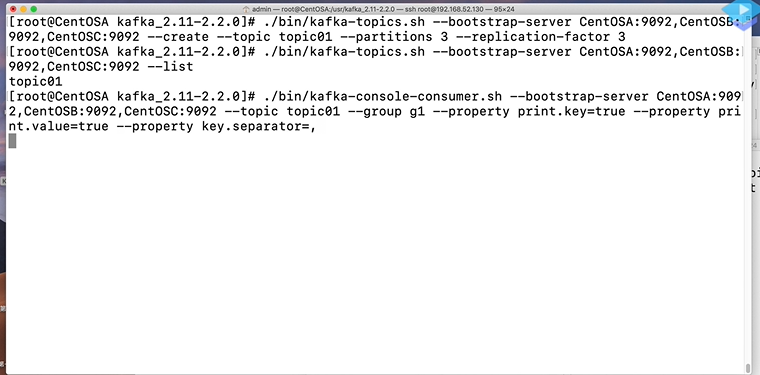 admin — root@CentOSA:/usr/kafka_2.11-2.2.0 — ssh root@192.168.52.130 — 95×24
[root@CentOSA kafka_2.11-2.2.0]# ./bin/kafka-topics.sh --bootstrap-server CentOSA:9092,CentOSB:
9092,CentOSC:9092 --create --topic topic01 --partitions 3 --replication-factor 3
[root@CentOSA kafka_2.11-2.2.0]# ./bin/kafka-topics.sh --bootstrap-server CentOSA:9092,CentOSB:
9092,CentOSC:9092 --list
topic01
[root@CentOSA kafka_2.11-2.2.0]# ./bin/kafka-console-consumer.sh --bootstrap-server CentOSA:909
2,CentOSB:9092,CentOSC:9092 --topic topic01 --group g1 --property print.key=true --property pri
nt.value=true --property key.separator=,